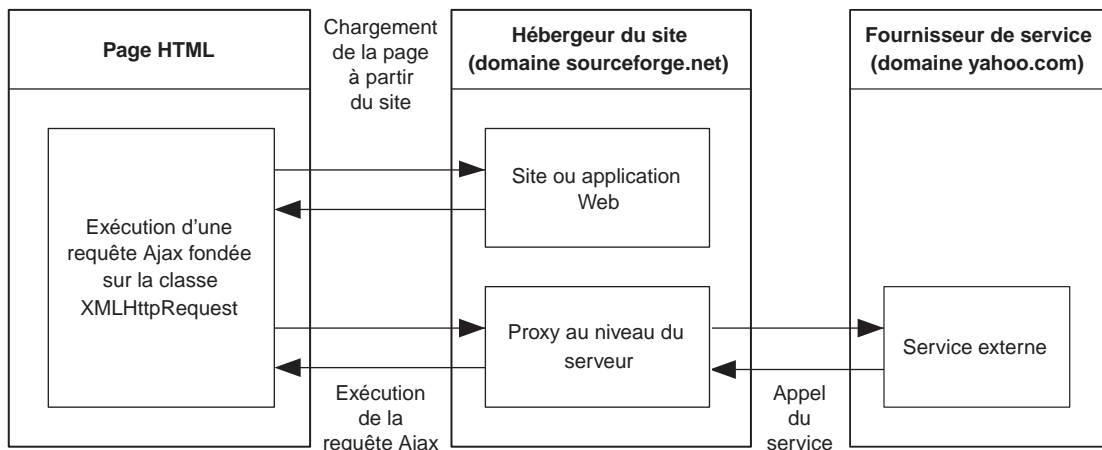 Page HTML
Chargement
de la page
à partir
du site
Hébergeur du site
(domaine sourceforge.net)
Fournisseur de service
(domaine yahoo.com)
Exécution d’une
requête Ajax fondée
sur la classe
XMLHttpRequest
Site ou application
Web
Proxy au niveau du
serveur
Service externe
Exécution
de la
requête Ajax
Appel
du
service